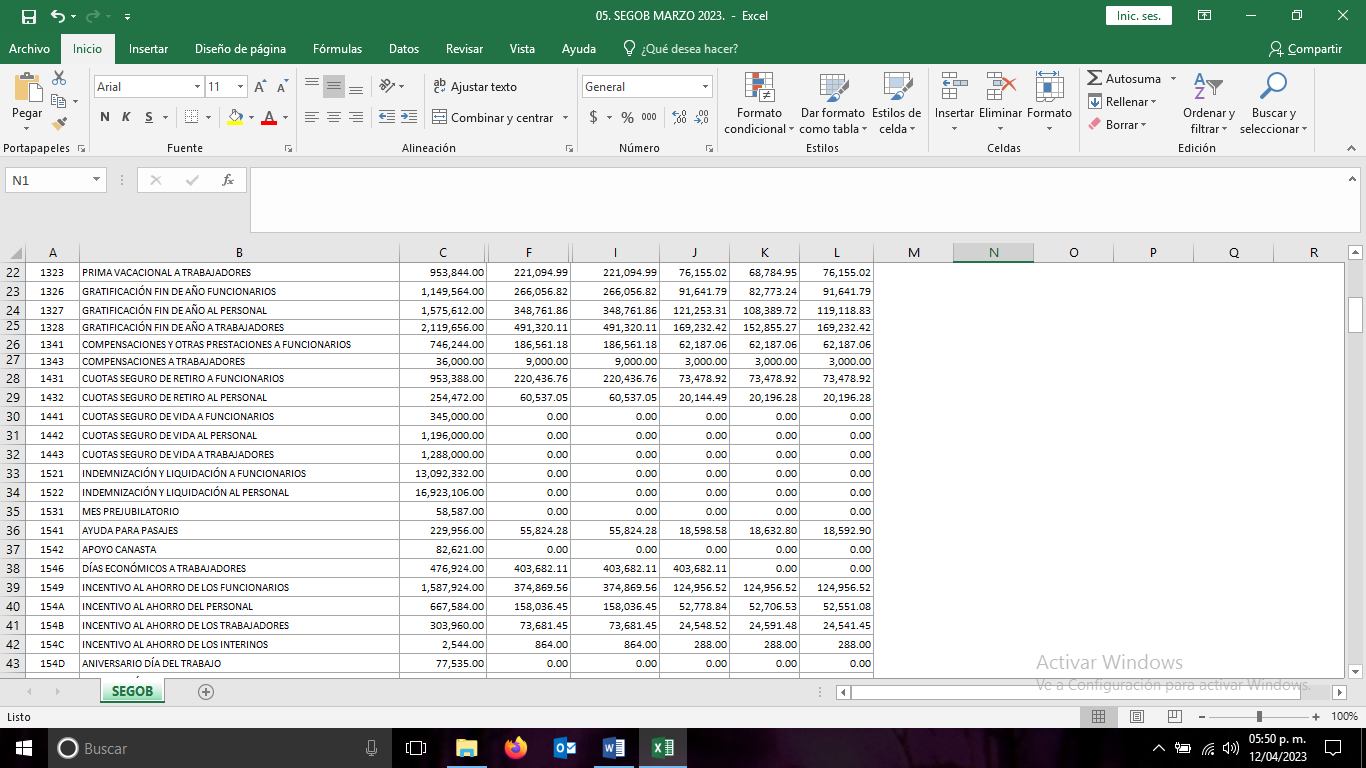 05. SEGOB MARZO 2023. - Excel
Inic. ses.
Archivo Inicio Insertar Diseño de página Fórmulas Datos Revisar Vista Ayuda ¿Qué desea hacer? Compartir
Pegar
Arial 11
Ajustar texto
General
Formato condicional
Dar formato como tabla
Estilos de celda
Insertar Eliminar Formato
Autosuma
Rellenar
Borrar
Ordenar y filtrar
Buscar y seleccionar
N K S
Combinar y centrar
$ % 000
Portapapeles Fuente Alineación Número Estilos Celdas Edición
N1 fx
A B C F I J K L M N O P Q R
22 1323 PRIMA VACACIONAL A TRABAJADORES 953,844.00 221,094.99 221,094.99 76,155.02 68,784.95 76,155.02
23 1326 GRATIFICACIÓN FIN DE AÑO FUNCIONARIOS 1,149,564.00 266,056.82 266,056.82 91,641.79 82,773.24 91,641.79
24 1327 GRATIFICACIÓN FIN DE AÑO AL PERSONAL 1,575,612.00 348,761.86 348,761.86 121,253.31 108,389.72 119,118.83
25 1328 GRATIFICACIÓN FIN DE AÑO A TRABAJADORES 2,119,656.00 491,320.11 491,320.11 169,232.42 152,855.27 169,232.42
26 1341 COMPENSACIONES Y OTRAS PRESTACIONES A FUNCIONARIOS 746,244.00 186,561.18 186,561.18 62,187.06 62,187.06 62,187.06
27 1343 COMPENSACIONES A TRABAJADORES 36,000.00 9,000.00 9,000.00 3,000.00 3,000.00 3,000.00
28 1431 CUOTAS SEGURO DE RETIRO A FUNCIONARIOS 953,388.00 220,436.76 220,436.76 73,478.92 73,478.92 73,478.92
29 1432 CUOTAS SEGURO DE RETIRO AL PERSONAL 254,472.00 60,537.05 60,537.05 20,144.49 20,196.28 20,196.28
30 1441 CUOTAS SEGURO DE VIDA A FUNCIONARIOS 345,000.00 0.00 0.00 0.00 0.00 0.00
31 1442 CUOTAS SEGURO DE VIDA AL PERSONAL 1,196,000.00 0.00 0.00 0.00 0.00 0.00
32 1443 CUOTAS SEGURO DE VIDA A TRABAJADORES 1,288,000.00 0.00 0.00 0.00 0.00 0.00
33 1521 INDEMNIZACIÓN Y LIQUIDACIÓN A FUNCIONARIOS 13,092,332.00 0.00 0.00 0.00 0.00 0.00
34 1522 INDEMNIZACIÓN Y LIQUIDACIÓN AL PERSONAL 16,923,106.00 0.00 0.00 0.00 0.00 0.00
35 1531 MES PREJUBILATORIO 58,587.00 0.00 0.00 0.00 0.00 0.00
36 1541 AYUDA PARA PASAJES 229,956.00 55,824.28 55,824.28 18,598.58 18,632.80 18,592.90
37 1542 APOYO CANASTA 82,621.00 0.00 0.00 0.00 0.00 0.00
38 1546 DÍAS ECONÓMICOS A TRABAJADORES 476,924.00 403,682.11 403,682.11 403,682.11 0.00 0.00
39 1549 INCENTIVO AL AHORRO DE LOS FUNCIONARIOS 1,587,924.00 374,869.56 374,869.56 124,956.52 124,956.52 124,956.52
40 154A INCENTIVO AL AHORRO DEL PERSONAL 667,584.00 158,036.45 158,036.45 52,778.84 52,706.53 52,551.08
41 154B INCENTIVO AL AHORRO DE LOS TRABAJADORES 303,960.00 73,681.45 73,681.45 24,548.52 24,591.48 24,541.45
42 154C INCENTIVO AL AHORRO DE LOS INTERINOS 2,544.00 864.00 864.00 288.00 288.00 288.00
43 154D ANIVERSARIO DÍA DEL TRABAJO 77,535.00 0.00 0.00 0.00 0.00 0.00
Activar Windows
Ve a Configuración para activar Windows.
SEGOB
Listo 100%
Buscar
05:50 p. m.
12/04/2023